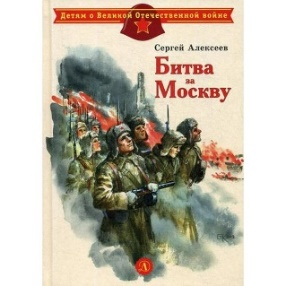 Детям о Великой Отечественной войне
Сергей Алексеев
Битва
за
Москву